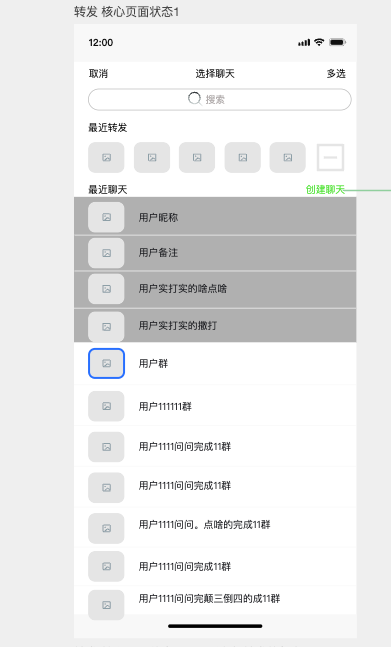 转发 核心页面状态1
12:00
取消 选择聊天 多选
搜索
最近转发
最近聊天 创建聊天
用户昵称
用户备注
用户实打实的啥点啥
用户实打实的撒打
用户群
用户111111群
用户1111问问完成11群
用户1111问问完成11群
用户1111问问。点啥的完成11群
用户1111问问完成11群
用户1111问问完颠三倒四的成11群